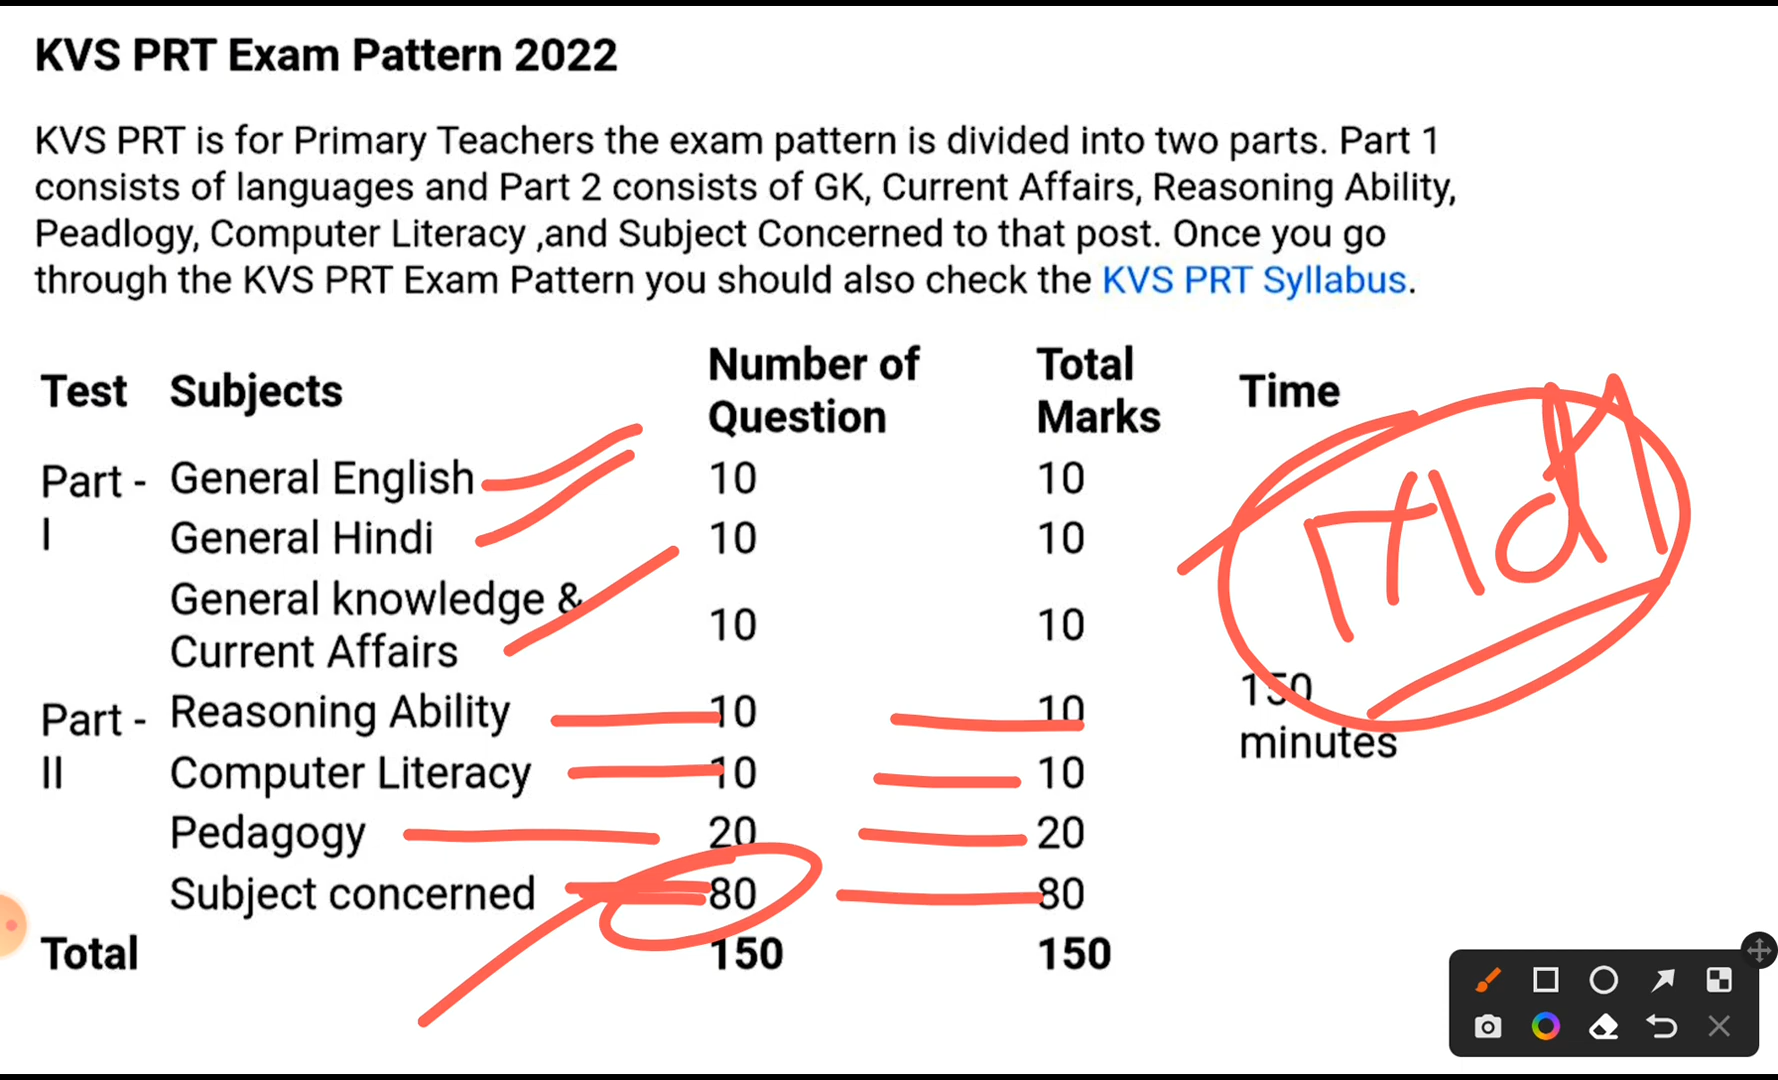 KVS PRT Exam Pattern 2022
KVS PRT is for Primary Teachers the exam pattern is divided into two parts. Part 1
consists of languages and Part 2 consists of GK, Current Affairs, Reasoning Ability,
Peadlogy, Computer Literacy ,and Subject Concerned to that post. Once you go
through the KVS PRT Exam Pattern you should also check the KVS PRT Syllabus.
Test Subjects Number of Question Total Marks Time
Part - I General English 10 10
General Hindi 10 10
General knowledge & Current Affairs 10 10
Part - II Reasoning Ability 10 10 150 minutes
Computer Literacy 10 10
Pedagogy 20 20
Subject concerned 80 80
Total 150 150